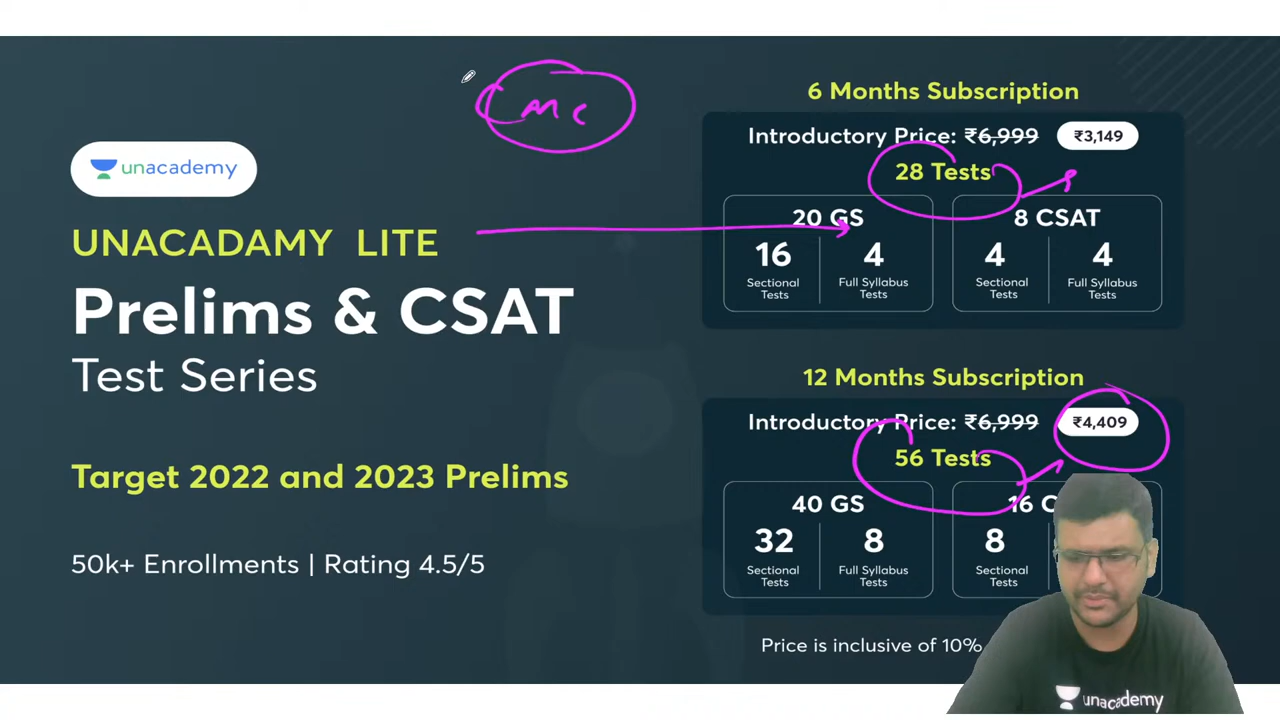 MC
unacademy
UNACADAMY LITE
Prelims & CSAT
Test Series
Target 2022 and 2023 Prelims
50k+ Enrollments | Rating 4.5/5
6 Months Subscription
Introductory Price: ₹6,999 ₹3,149
28 Tests
20 GS
16
Sectional
Tests
4
Full Syllabus
Tests
8 CSAT
4
Sectional
Tests
4
Full Syllabus
Tests
12 Months Subscription
Introductory Price: ₹6,999 ₹4,409
56 Tests
40 GS
32
Sectional
Tests
8
Full Syllabus
Tests
16 C
8
Sectional
Tests
Price is inclusive of 10%
unacademy